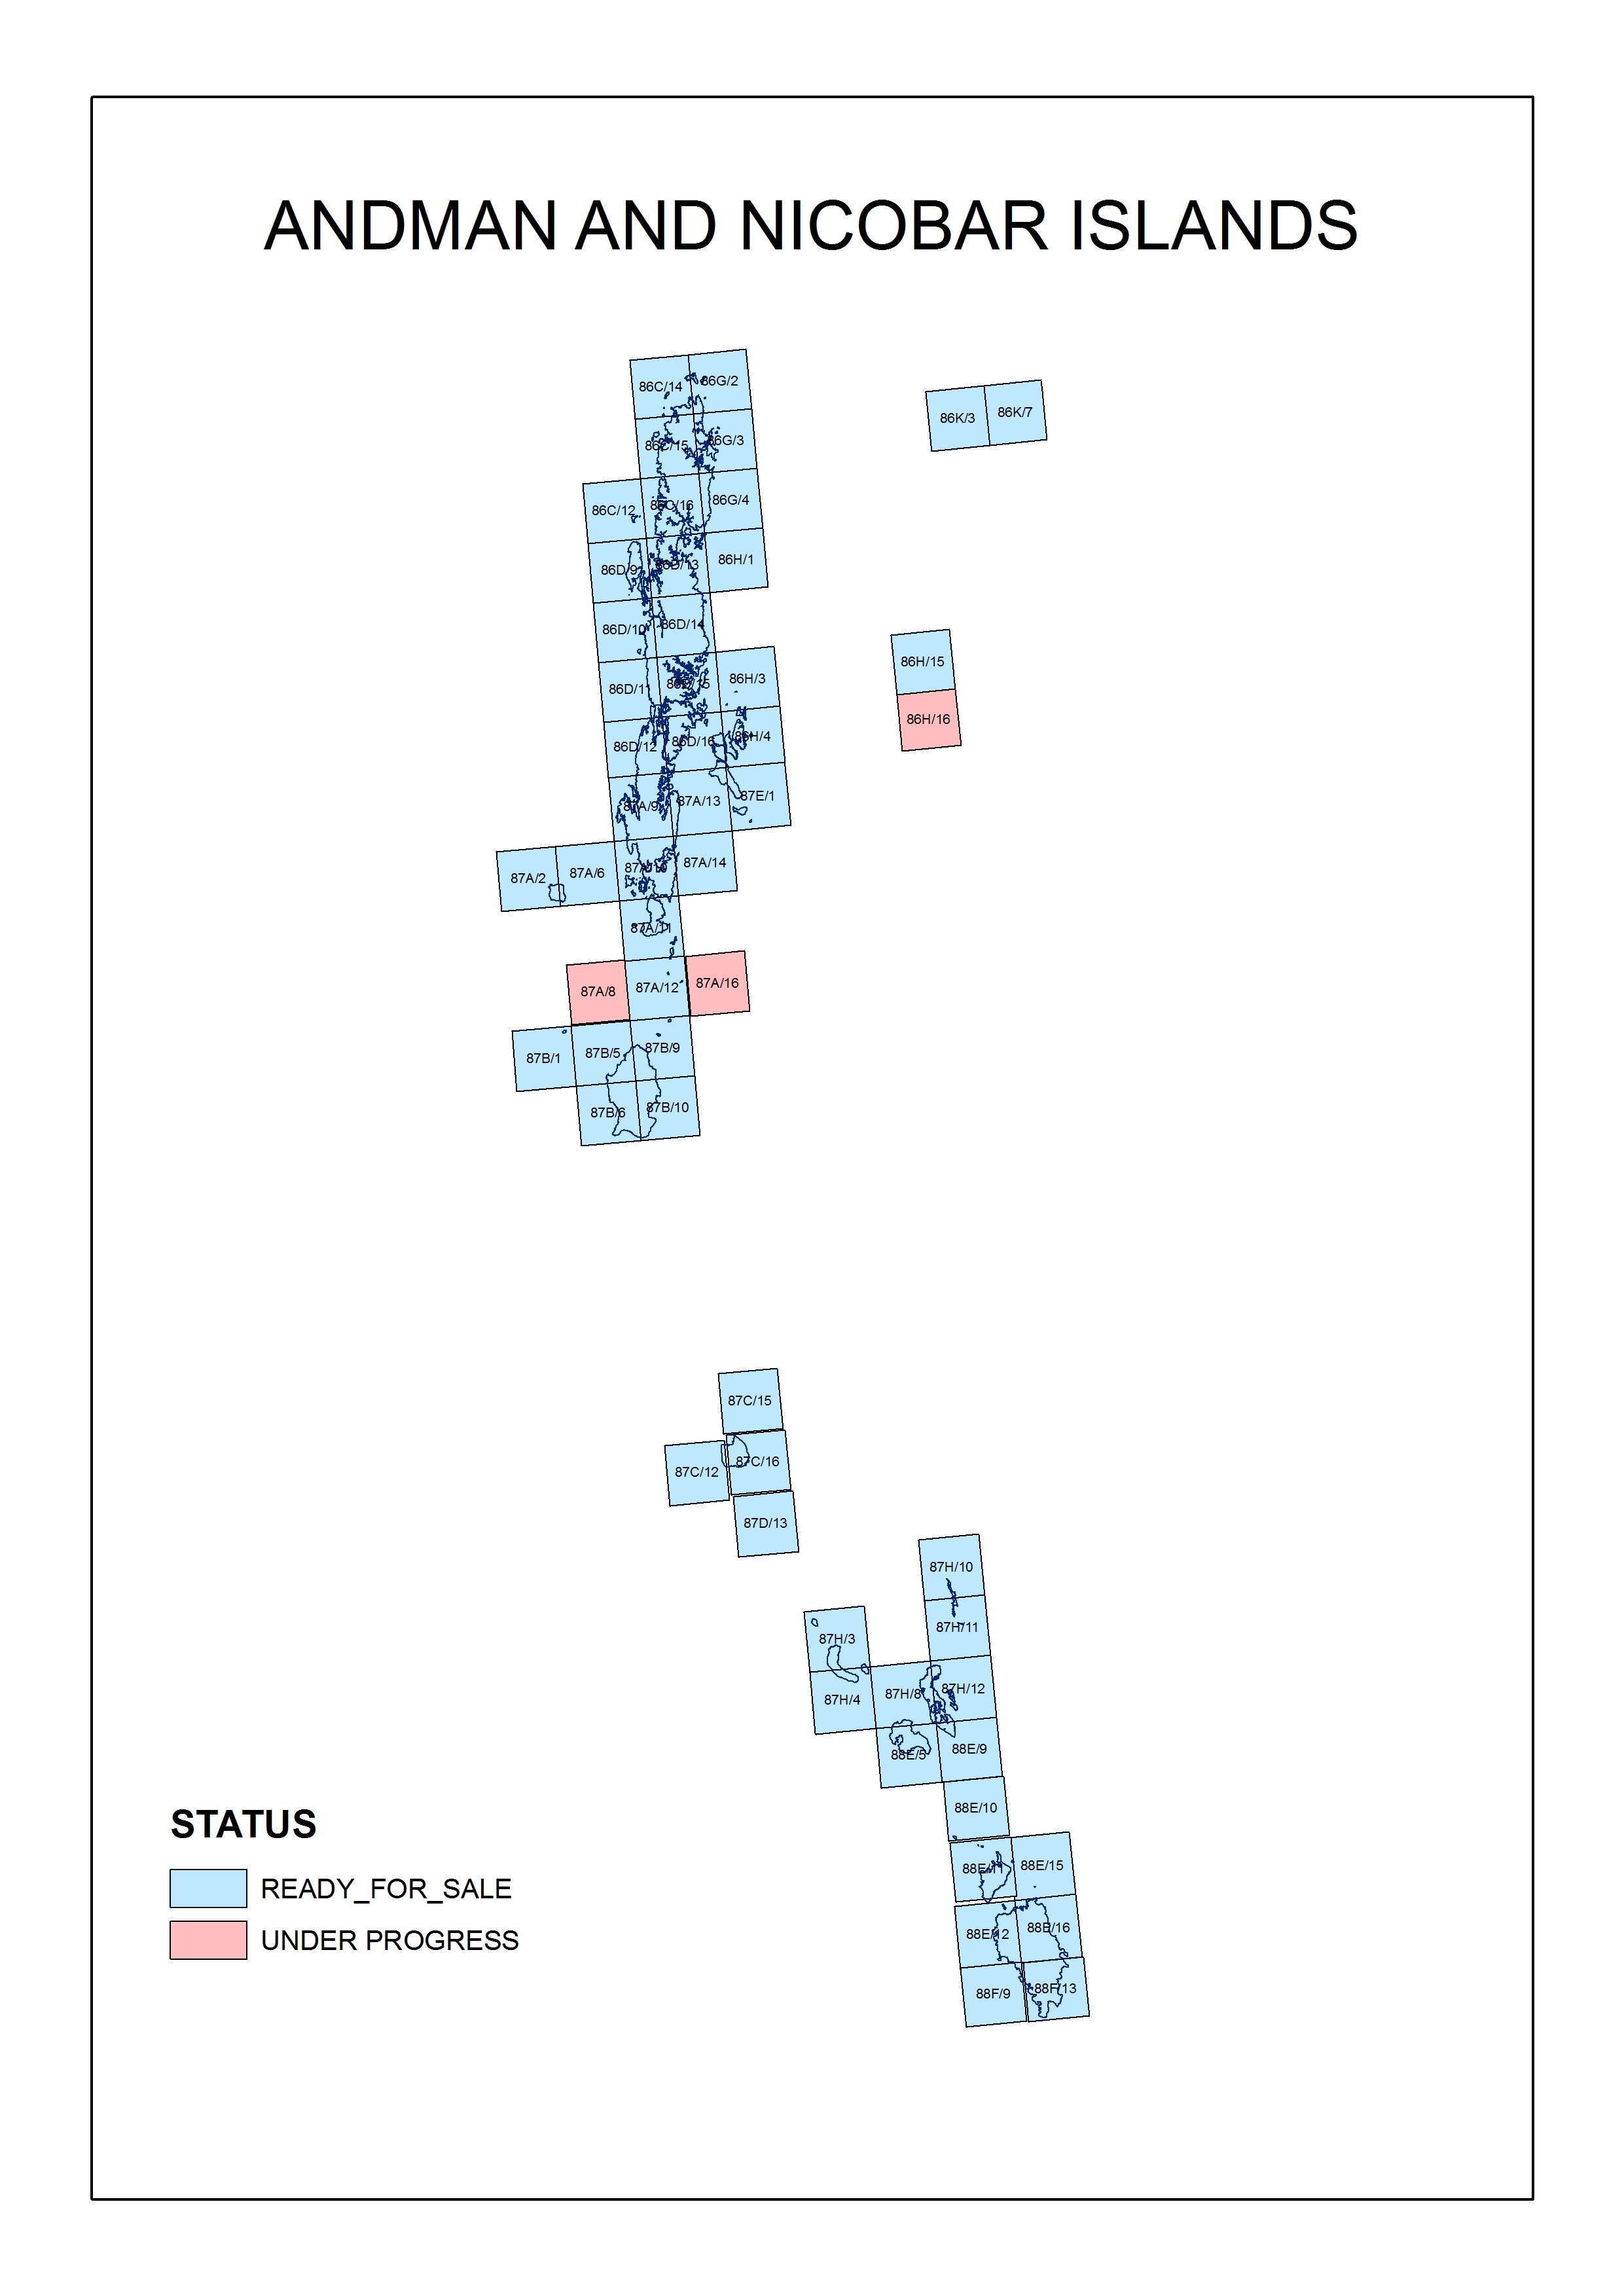 ANDMAN AND NICOBAR ISLANDS
86C/14 86G/2
86K/3 86K/7
86C/15 86G/3
86C/12 86C/16 86G/4
86D/9 86D/13 86H/1
86D/10 86D/14
86H/15
86D/11 86D/15 86H/3
86H/16
86D/12 86D/16 86H/4
87A/9 87A/13 87E/1
87A/2 87A/6 87A/10 87A/14
87A/11
87A/8 87A/12 87A/16
87B/1 87B/5 87B/9
87B/6 87B/10
87C/15
87C/12 87C/16
87D/13
87H/10
87H/3 87H/11
87H/4 87H/8 87H/12
88E/5 88E/9
88E/10
88E/11 88E/15
88E/12 88E/16
88F/9 88F/13
STATUS
READY_FOR_SALE
UNDER PROGRESS